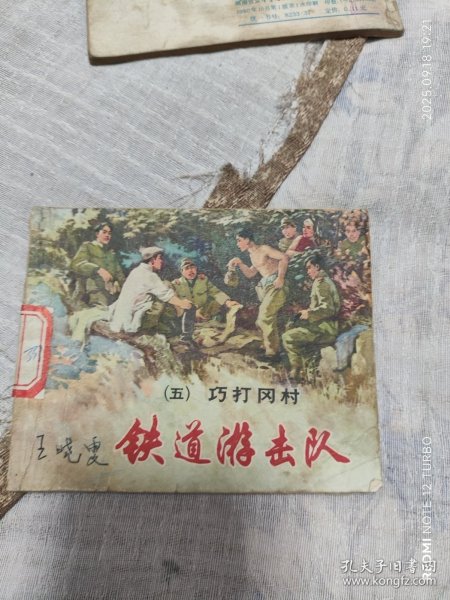 (五) 巧打冈村
铁道游击队
王晓雯
2025.09.18 19:21
REDMI NOTE 12 TURBO
孔夫子旧书网
www.kongfz.com